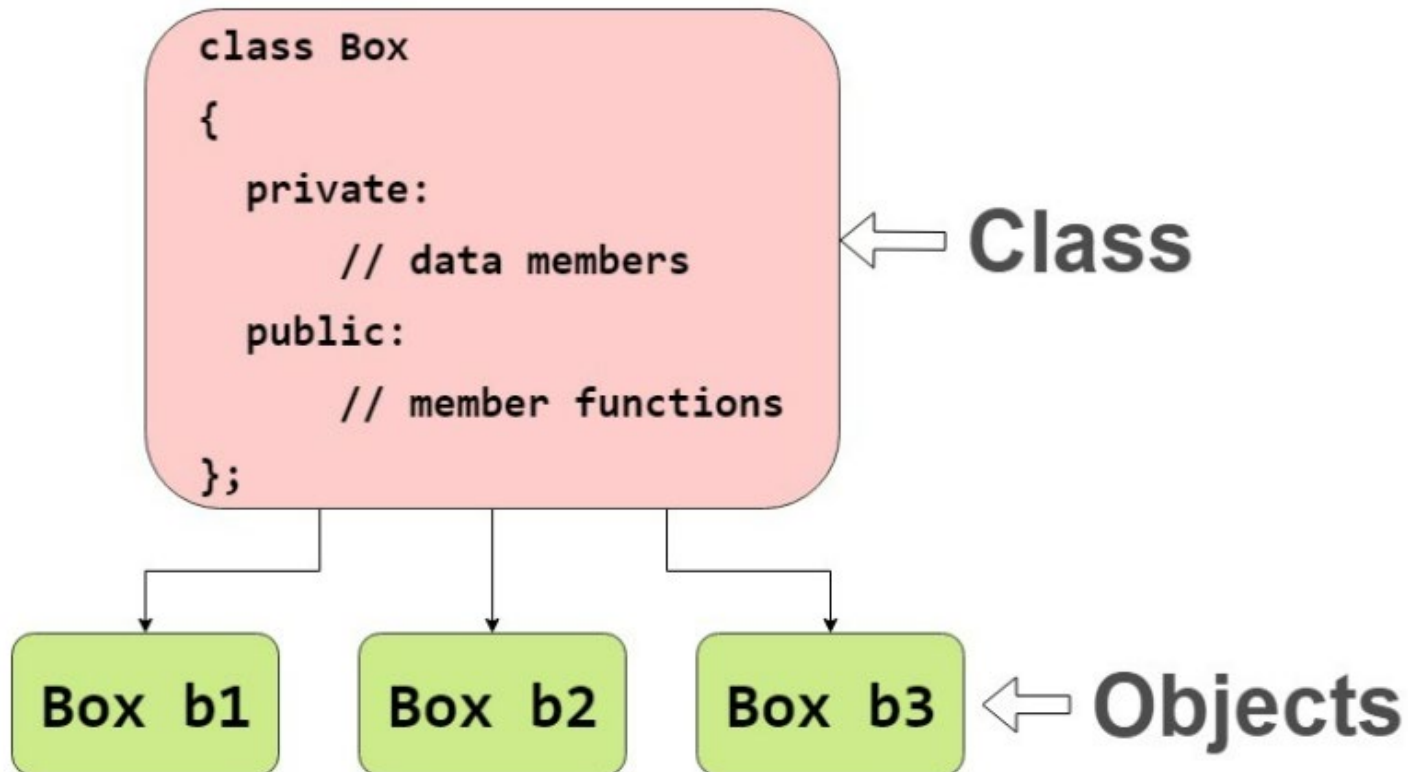 class Box
{
private:
// data members
public:
// member functions
};
Class
Box b1
Box b2
Box b3
Objects